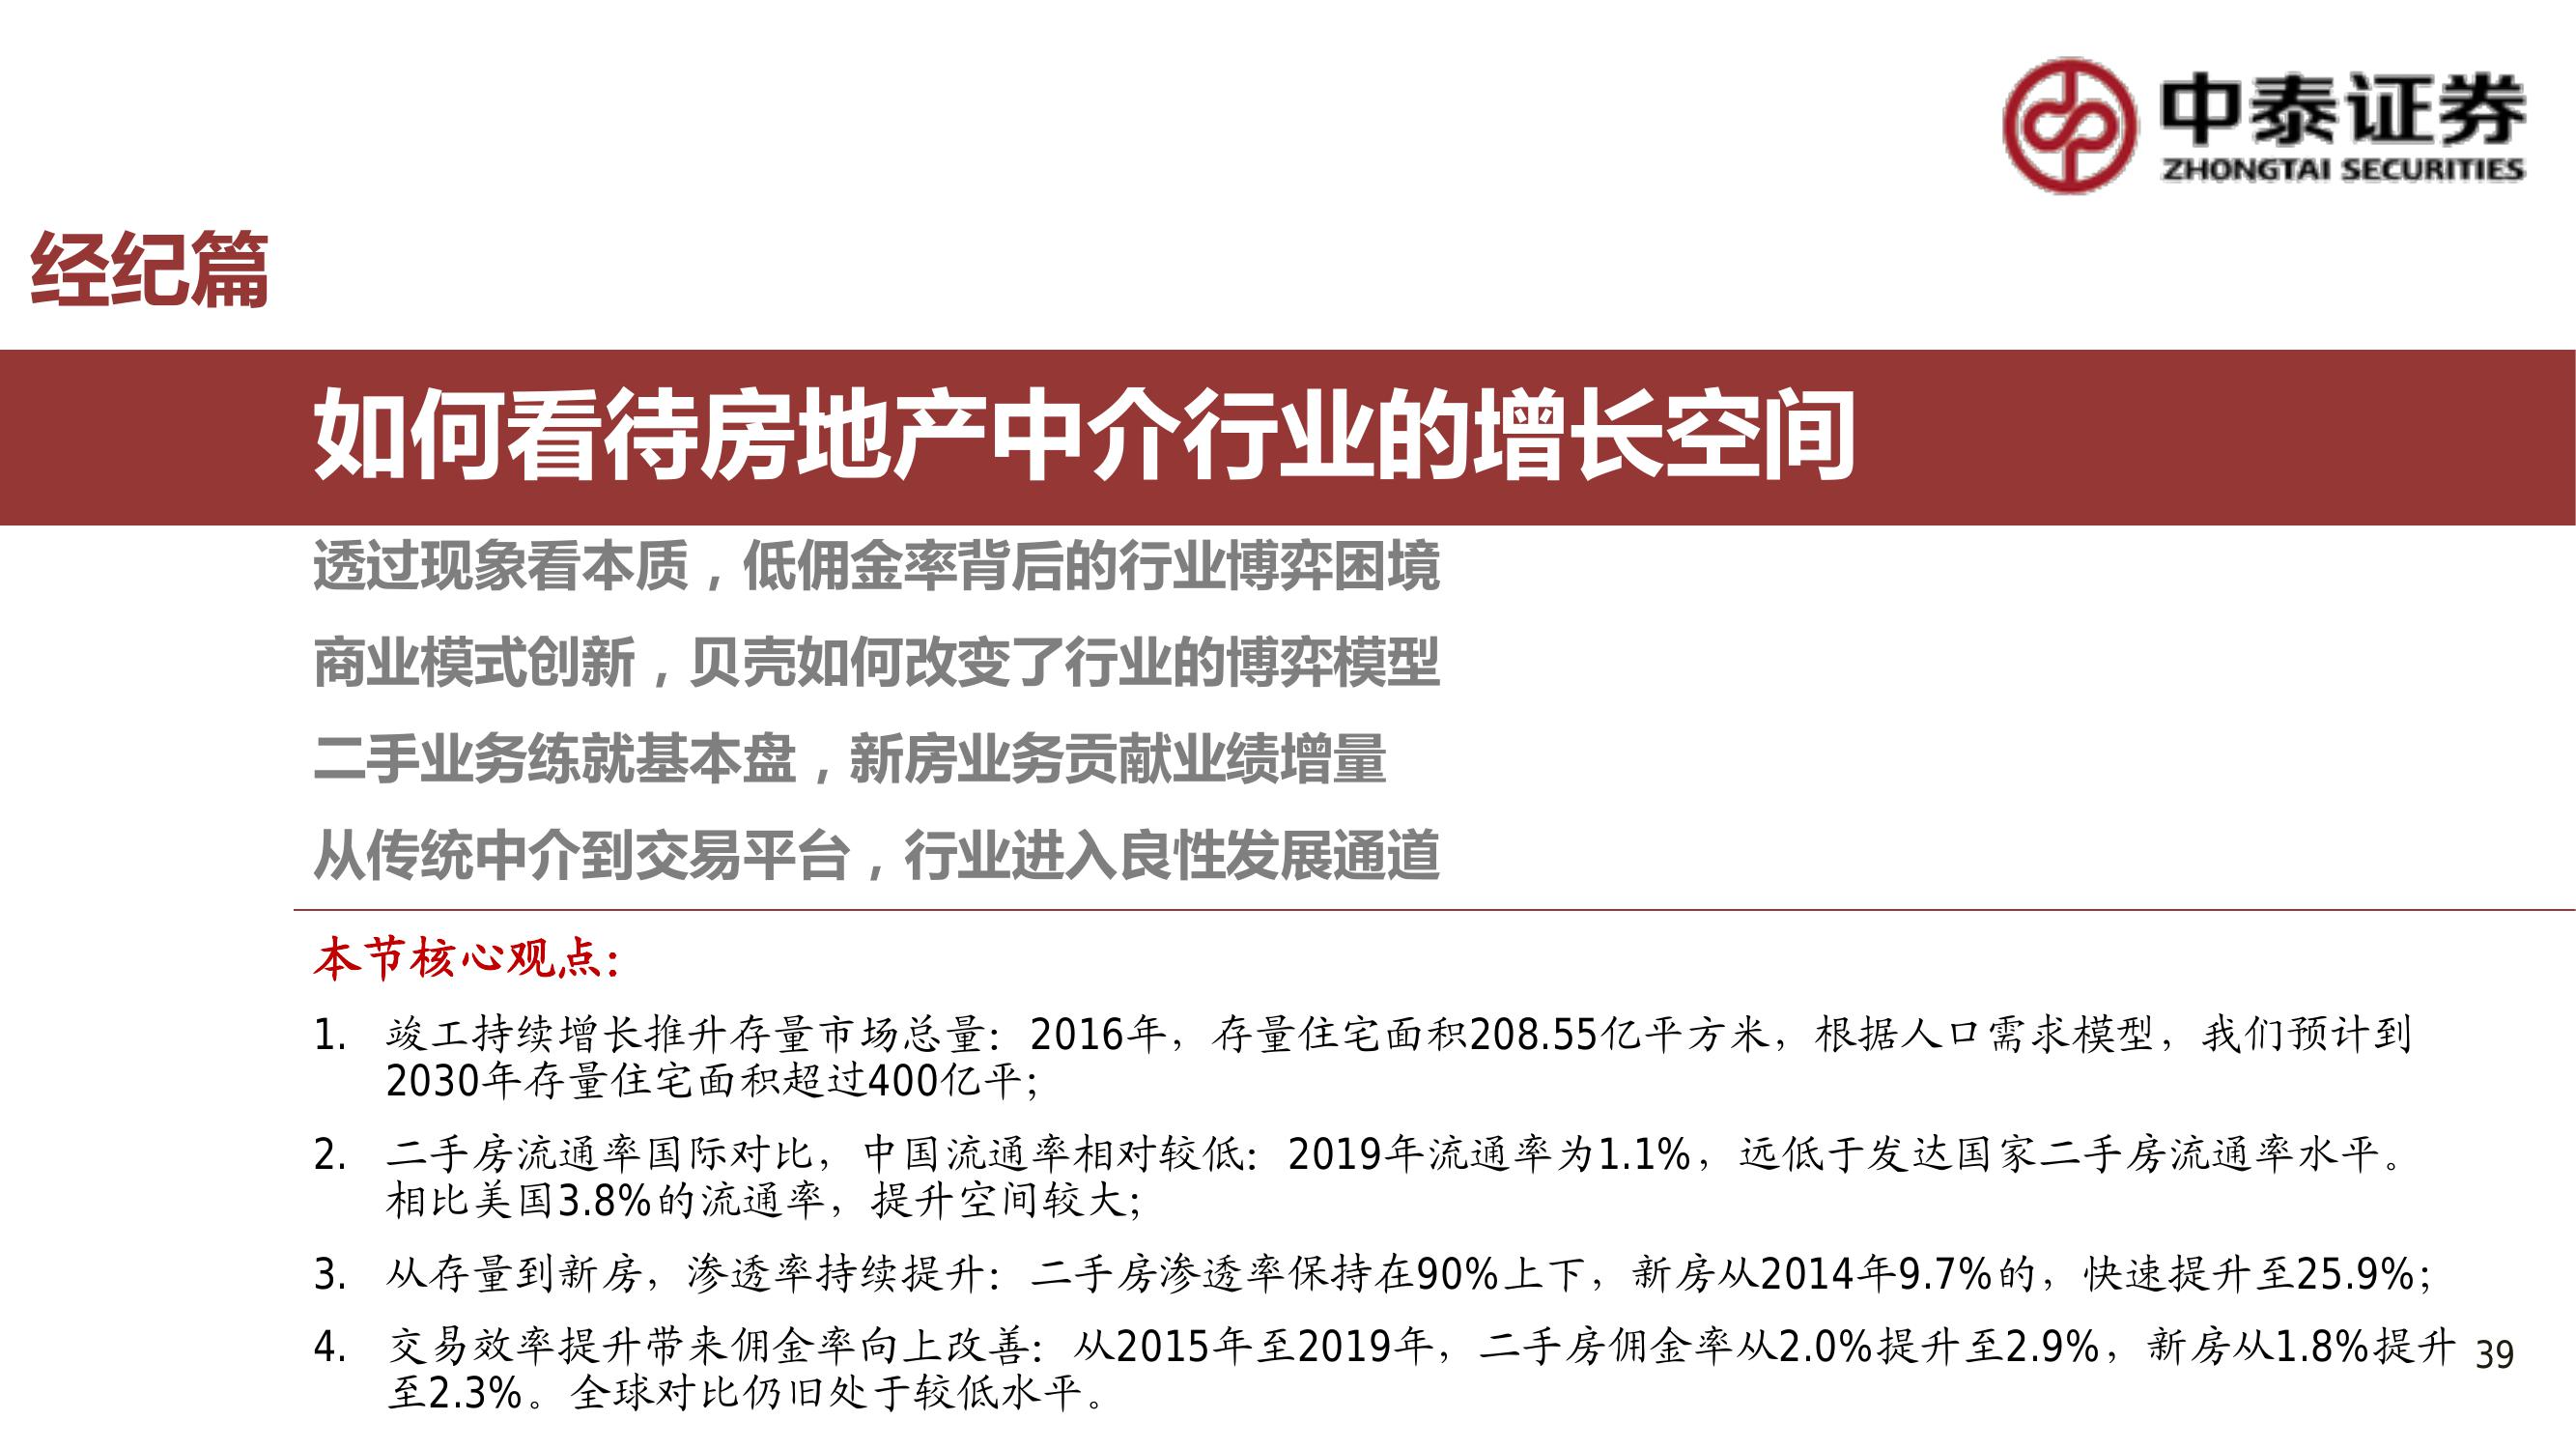 中泰证券
ZHONGTAI SECURITIES
经纪篇
如何看待房地产中介行业的增长空间
透过现象看本质，低佣金率背后的行业博弈困境
商业模式创新，贝壳如何改变了行业的博弈模型
二手业务练就基本盘，新房业务贡献业绩增量
从传统中介到交易平台，行业进入良性发展通道
本节核心观点：
1. 竣工持续增长推升存量市场总量：2016年，存量住宅面积208.55亿平方米，根据人口需求模型，我们预计到
2030年存量住宅面积超过400亿平；
2. 二手房流通率国际对比，中国流通率相对较低：2019年流通率为1.1%，远低于发达国家二手房流通率水平。
相比美国3.8%的流通率，提升空间较大；
3. 从存量到新房，渗透率持续提升：二手房渗透率保持在90%上下，新房从2014年9.7%的，快速提升至25.9%；
4. 交易效率提升带来佣金率向上改善：从2015年至2019年，二手房佣金率从2.0%提升至2.9%，新房从1.8%提升
至2.3%。全球对比仍旧处于较低水平。
39